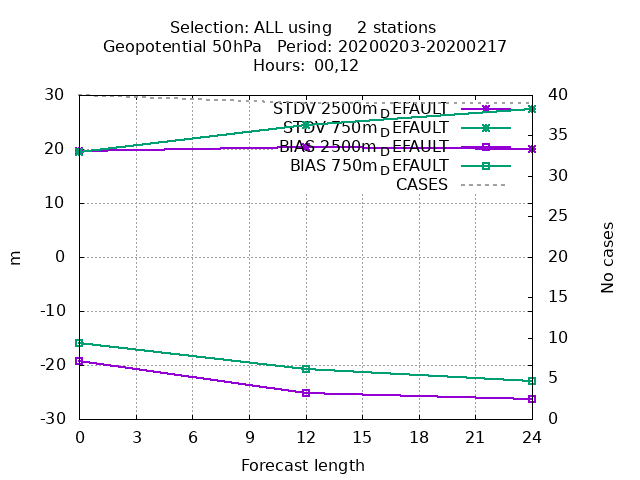 Selection: ALL using 2 stations
Geopotential 50hPa Period: 20200203-20200217
Hours: 00,12
30 40
STDV 2500m_DEFAULT
35
STDV 750m_DEFAULT
20
BIAS 2500m_DEFAULT
BIAS 750m_DEFAULT
30
CASES
10
25
m 0 20 No cases
15
-10
10
-20
5
-30 0
0 3 6 9 12 15 18 21 24
Forecast length